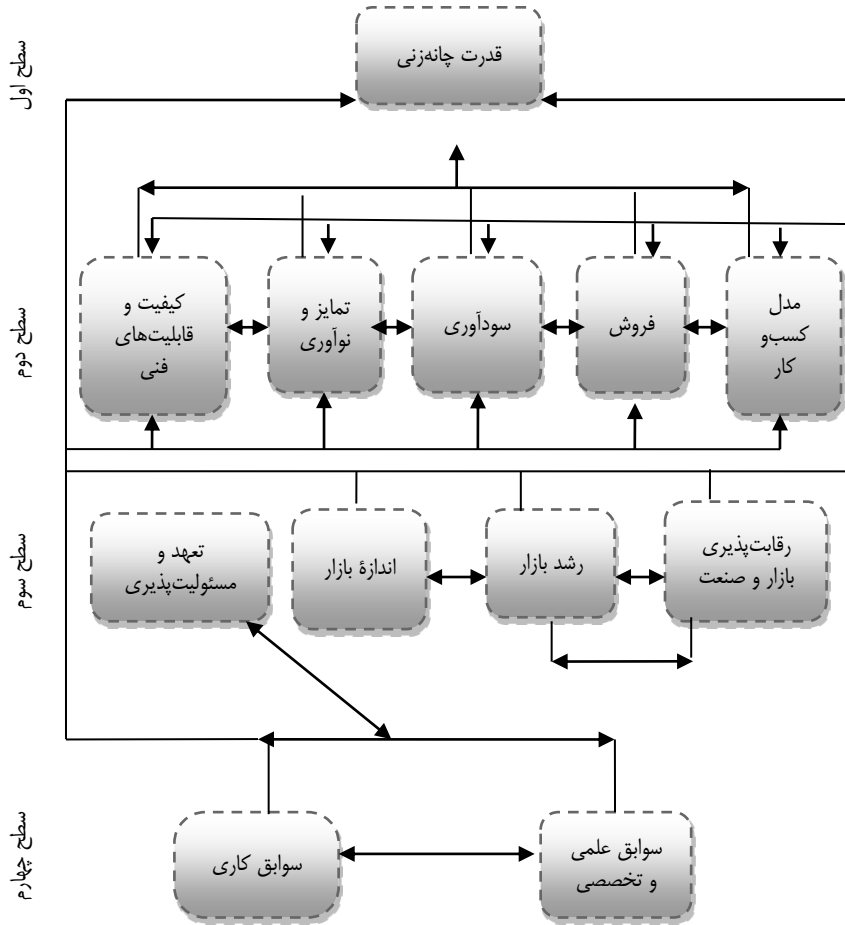 سطح اول
قدرت چانه‌زنی
سطح دوم
مدل
کسب‌و
کار
فروش
سودآوری
تمایز و
نوآوری
کیفیت و
قابلیت‌های
فنی
سطح سوم
رقابت‌پذیری
بازار و صنعت
رشد بازار
اندازهٔ بازار
تعهد و
مسئولیت‌پذیری
سطح چهارم
سوابق علمی
و تخصصی
سوابق کاری